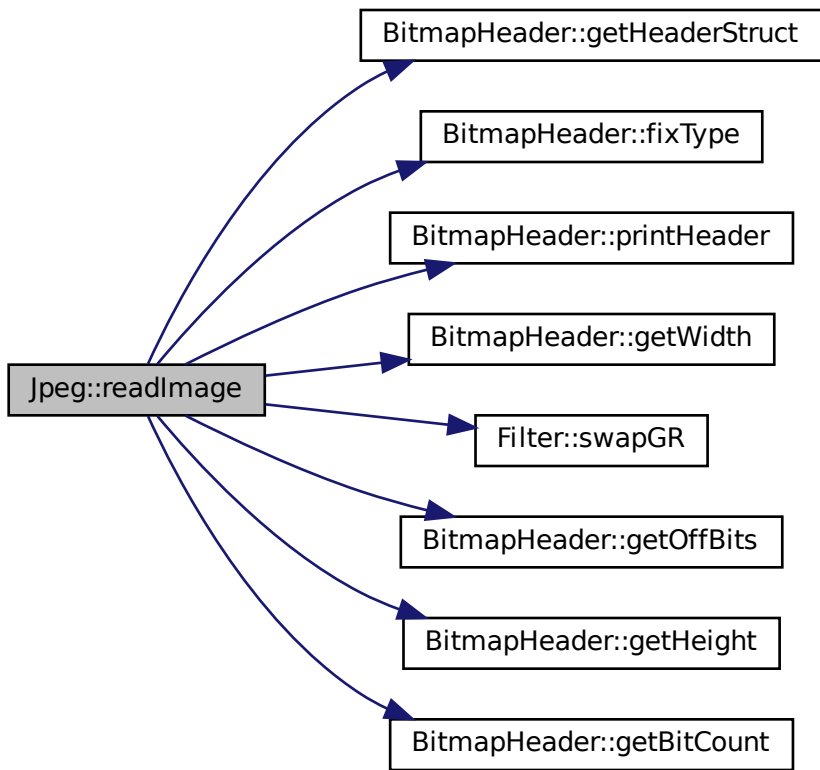 BitmapHeader::getHeaderStruct
BitmapHeader::fixType
BitmapHeader::printHeader
BitmapHeader::getWidth
Jpeg::readImage
Filter::swapGR
BitmapHeader::getOffBits
BitmapHeader::getHeight
BitmapHeader::getBitCount